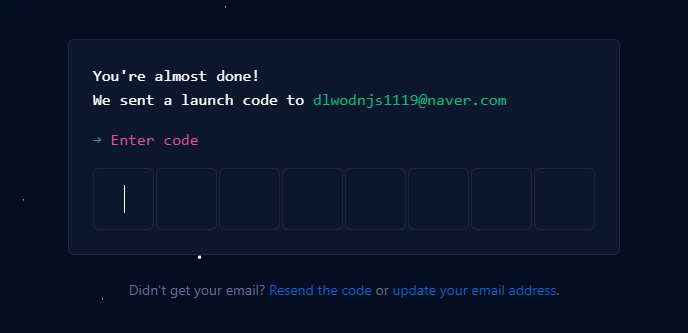 You're almost done!
We sent a launch code to dlwodnjs1119@naver.com
→ Enter code
Didn't get your email? Resend the code or update your email address.